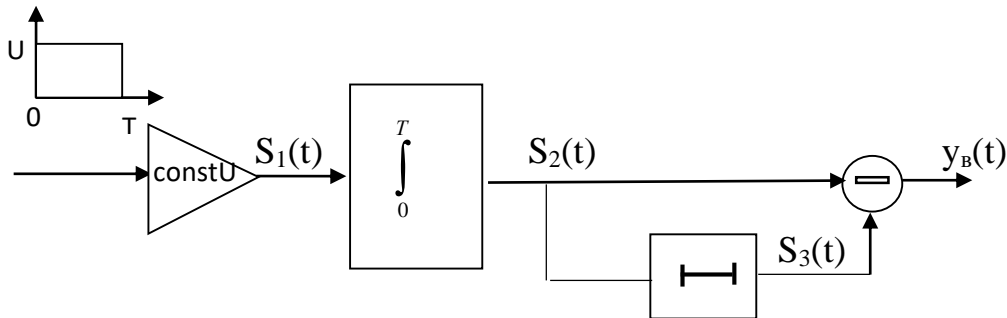 U
0
T
constU
S₁(t)
T
∫
0
S₂(t)
S₃(t)
yв(t)